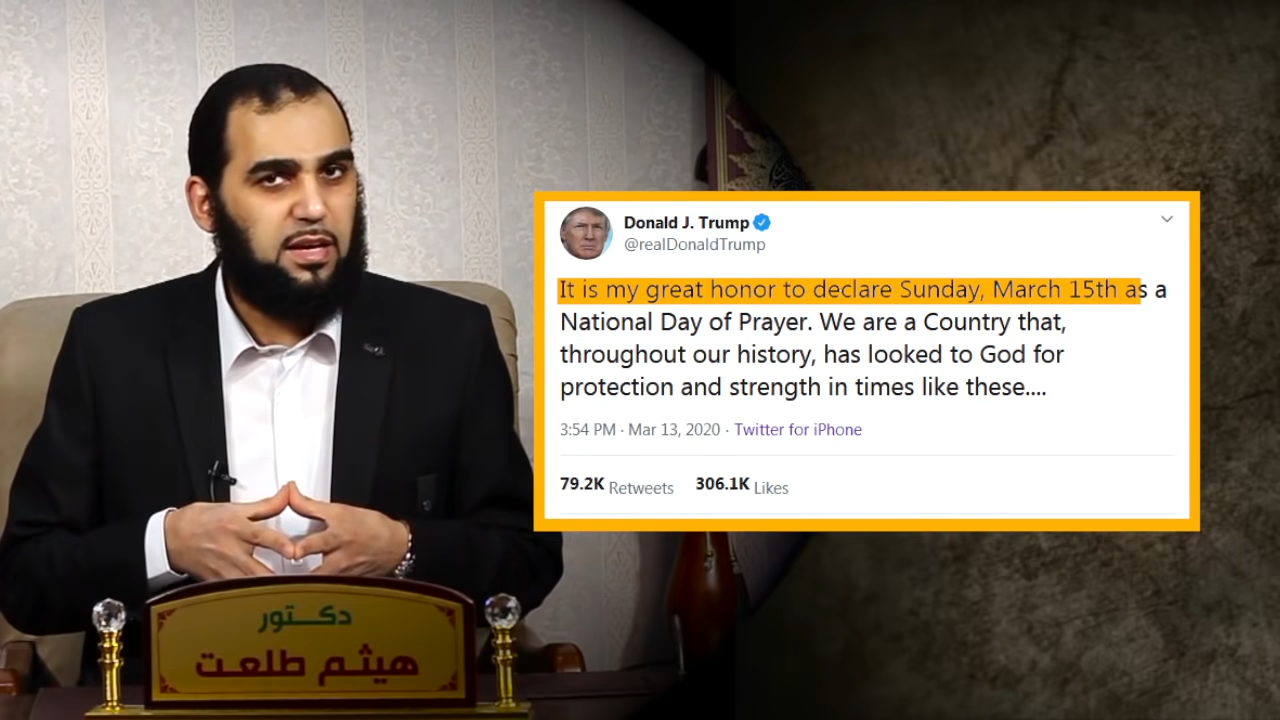 Donald J. Trump
@realDonaldTrump
It is my great honor to declare Sunday, March 15th as a
National Day of Prayer. We are a Country that,
throughout our history, has looked to God for
protection and strength in times like these....
3:54 PM · Mar 13, 2020 · Twitter for iPhone
79.2K Retweets 306.1K Likes
دكتور
هيثم طلعت